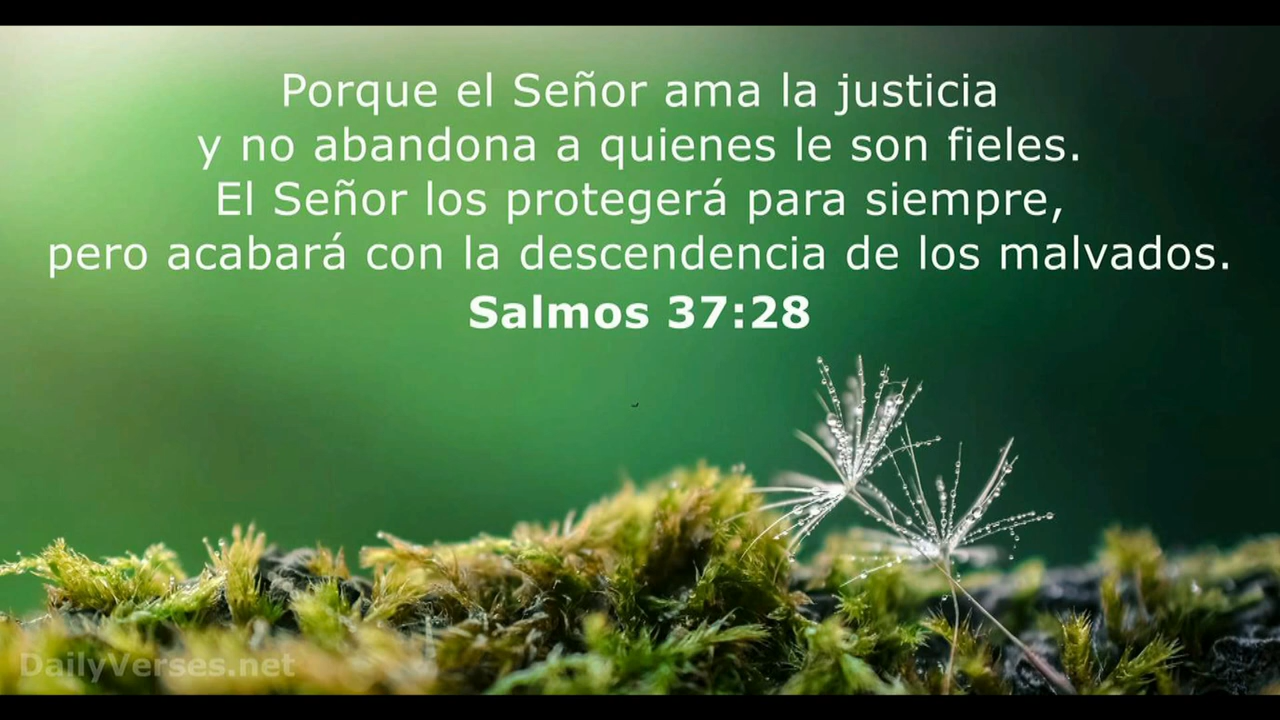 Porque el Señor ama la justicia
y no abandona a quienes le son fieles.
El Señor los protegerá para siempre,
pero acabará con la descendencia de los malvados.
Salmos 37:28
DailyVerses.net